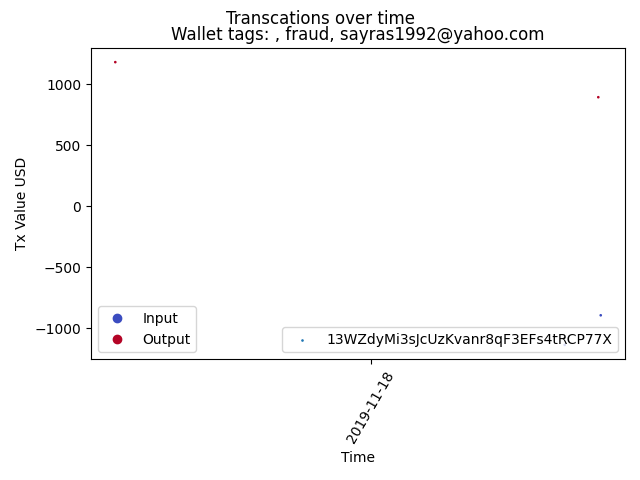 Transcations over time
Wallet tags: , fraud, sayras1992@yahoo.com
Tx Value USD
1000
500
0
−500
−1000
Input
Output
13WZdyMi3sJcUzKvanr8qF3EFs4tRCP77X
2019-11-18
Time